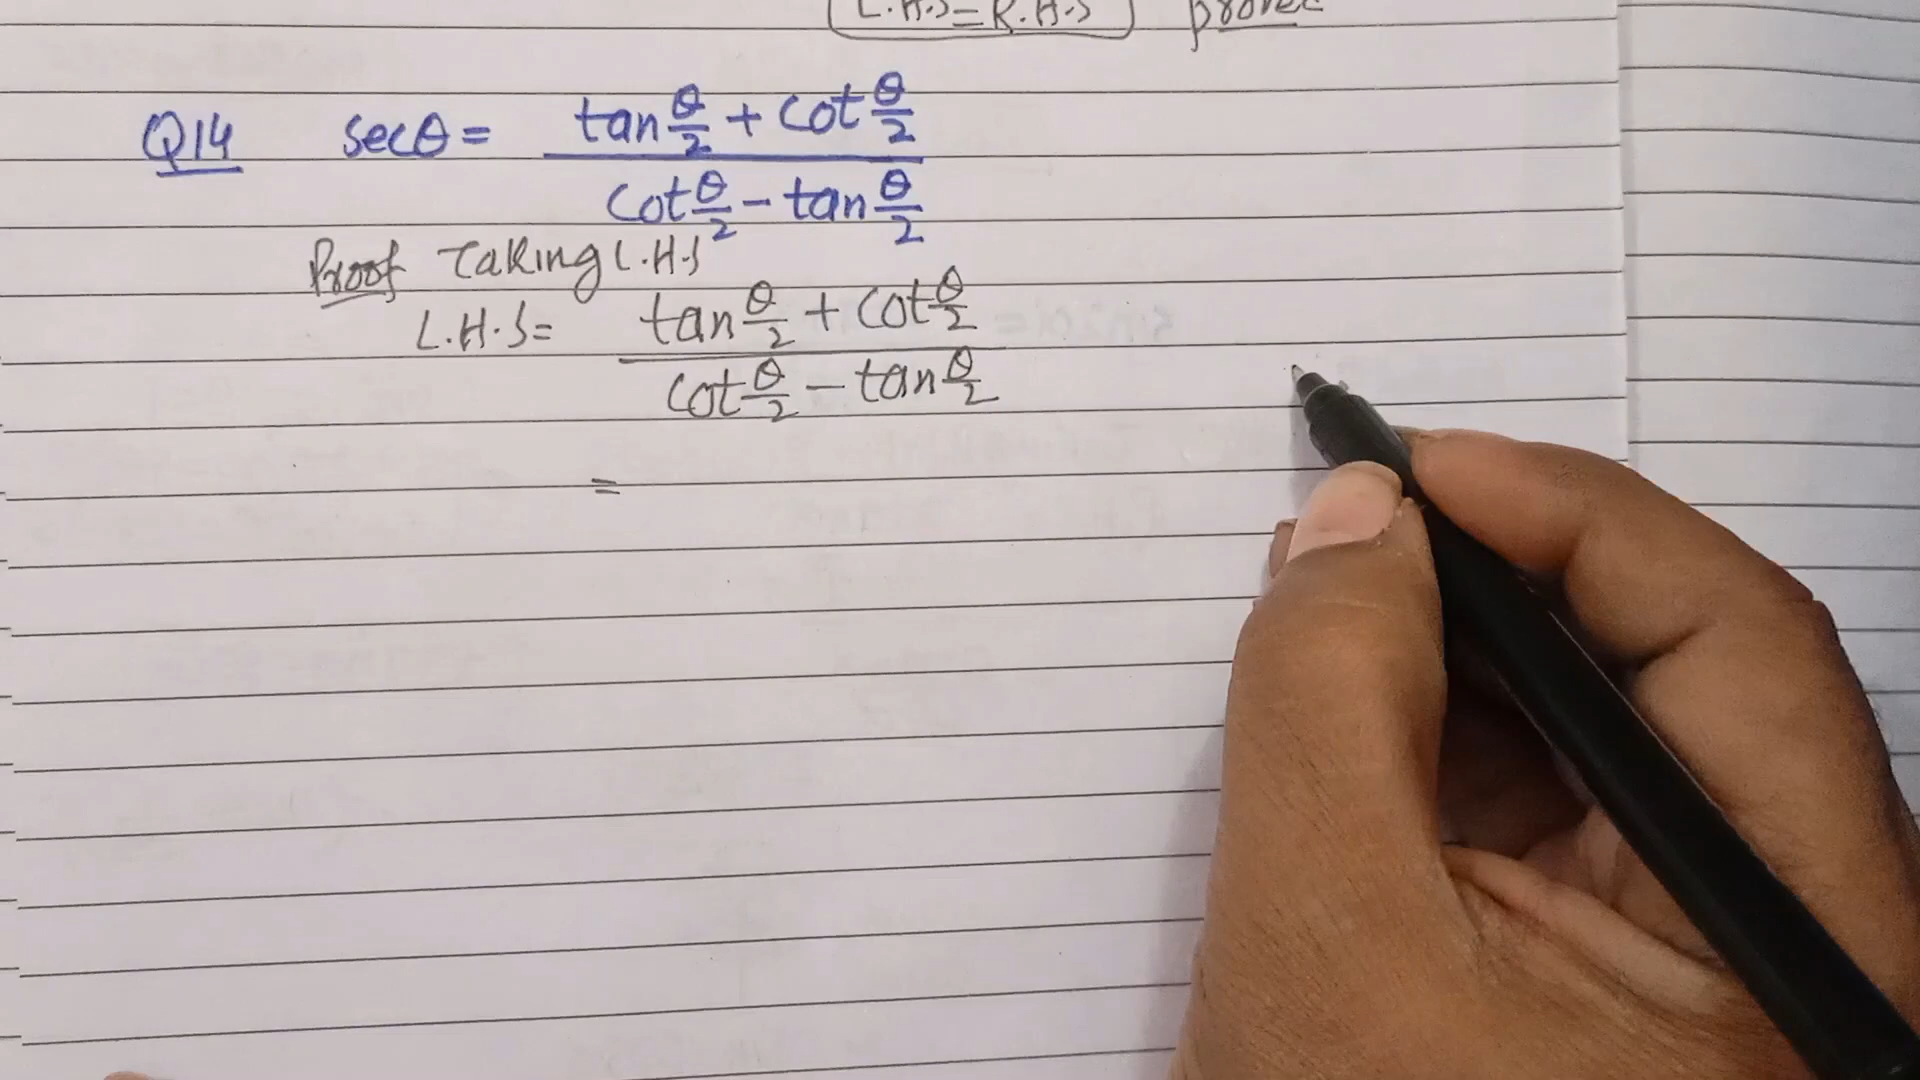 L.H.S = R.H.S proved
Q14 secθ = (tan θ/2 + cot θ/2) / (cot θ/2 - tan θ/2)
Proof Taking L.H.S
L.H.S = (tan θ/2 + cot θ/2) / (cot θ/2 - tan θ/2)
=